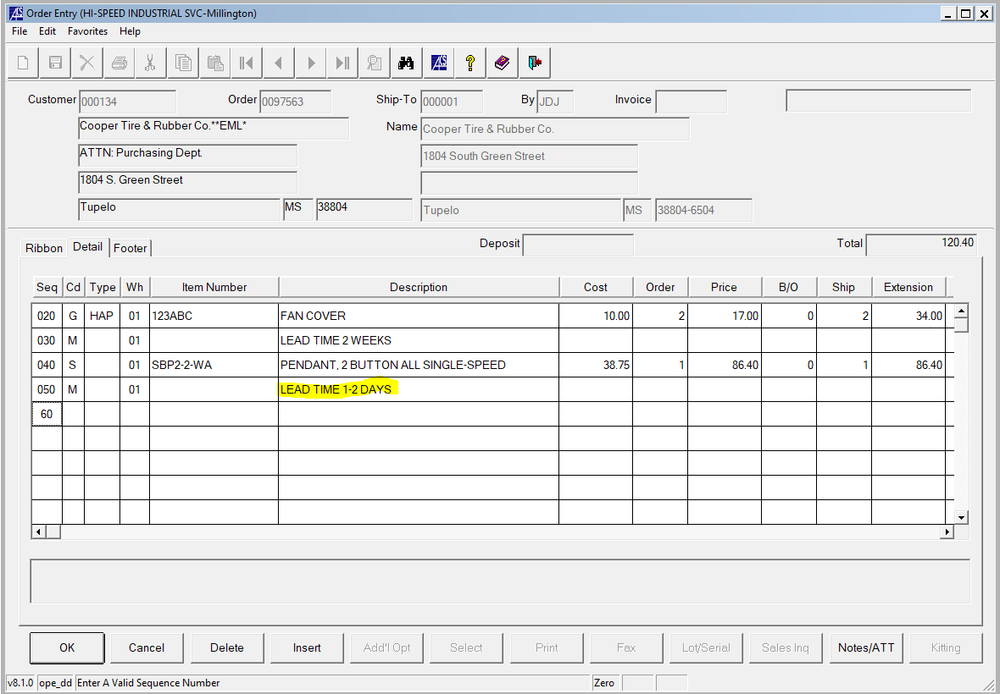 Order Entry (HI-SPEED INDUSTRIAL SVC-Millington)
File Edit Favorites Help
Customer 000134 Order 0097563 Ship-To 000001 By JDJ Invoice
Cooper Tire & Rubber Co.**EML* Name Cooper Tire & Rubber Co.
ATTN: Purchasing Dept. 1804 South Green Street
1804 S. Green Street
Tupelo MS 38804 Tupelo MS 38804-6504
Ribbon Detail Footer Deposit Total 120.40
Seq Cd Type Wh Item Number Description Cost Order Price B/O Ship Extension
020 G HAP 01 123ABC FAN COVER 10.00 2 17.00 0 2 34.00
030 M 01 LEAD TIME 2 WEEKS
040 S 01 SBP2-2-WA PENDANT, 2 BUTTON ALL SINGLE-SPEED 38.75 1 86.40 0 1 86.40
050 M 01 LEAD TIME 1-2 DAYS
60
OK Cancel Delete Insert Add'l Opt Select Print Fax Lot/Serial Sales Inq Notes/ATT Kitting
v8.1.0 ope_dd Enter A Valid Sequence Number Zero